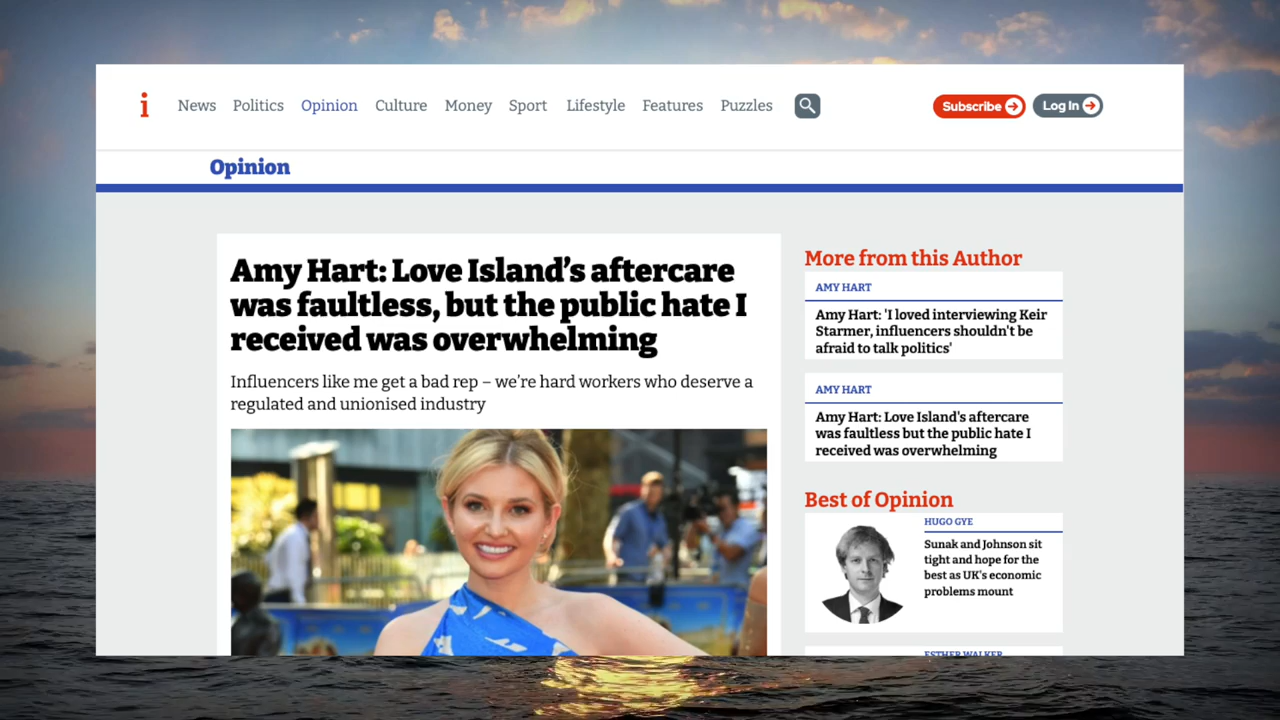 i
News Politics Opinion Culture Money Sport Lifestyle Features Puzzles
Subscribe
Log In
Opinion
Amy Hart: Love Island’s aftercare
was faultless, but the public hate I
received was overwhelming
Influencers like me get a bad rep – we’re hard workers who deserve a
regulated and unionised industry
More from this Author
AMY HART
Amy Hart: 'I loved interviewing Keir
Starmer, influencers shouldn't be
afraid to talk politics'
AMY HART
Amy Hart: Love Island's aftercare
was faultless but the public hate I
received was overwhelming
Best of Opinion
HUGO GYE
Sunak and Johnson sit
tight and hope for the
best as UK's economic
problems mount
ESTHER WALKER